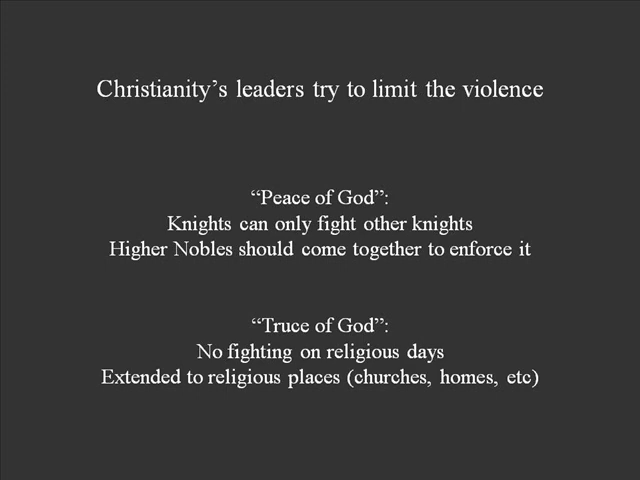 Christianity’s leaders try to limit the violence
“Peace of God”:
Knights can only fight other knights
Higher Nobles should come together to enforce it
“Truce of God”:
No fighting on religious days
Extended to religious places (churches, homes, etc)